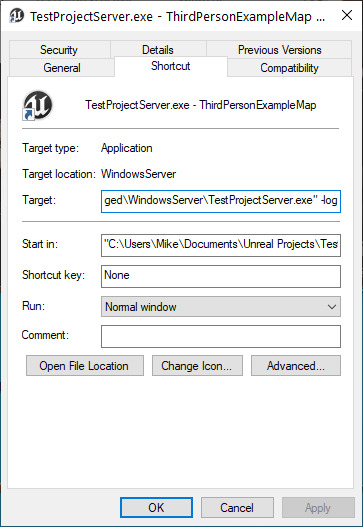 TestProjectServer.exe - ThirdPersonExampleMap ...
Security Details Previous Versions
General Shortcut Compatibility
TestProjectServer.exe - ThirdPersonExampleMap
Target type: Application
Target location: WindowsServer
Target: ged\WindowsServer\TestProjectServer.exe" -log
Start in: "C:\Users\Mike\Documents\Unreal Projects\Tes
Shortcut key: None
Run: Normal window
Comment:
Open File Location Change Icon... Advanced...
OK Cancel Apply